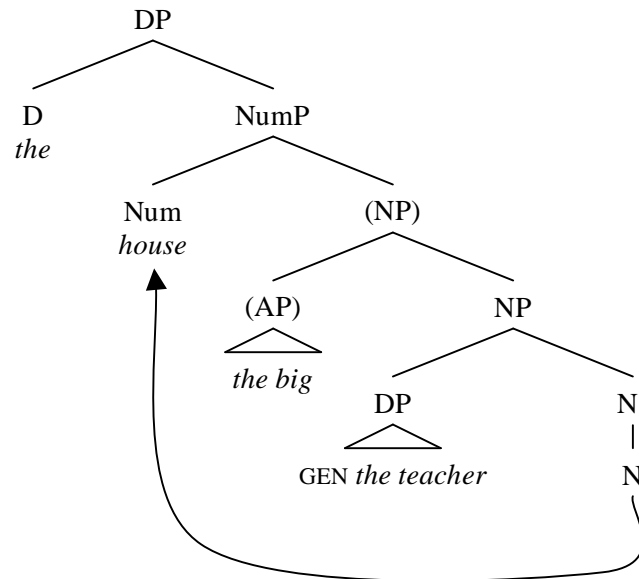 DP
D NumP
the
Num (NP)
house
(AP) NP
the big
DP N
GEN the teacher N